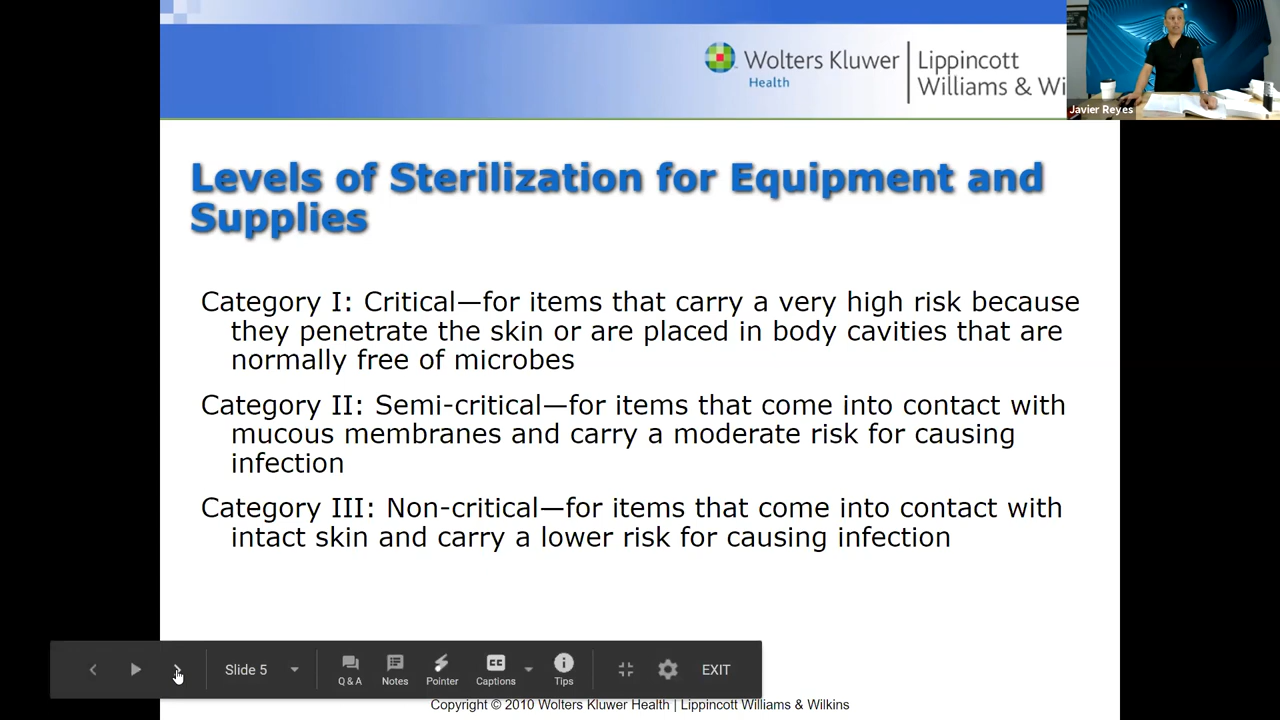 Wolters Kluwer
Health
Lippincott
Williams & Wi
Javier Reyes
Levels of Sterilization for Equipment and
Supplies
Category I: Critical—for items that carry a very high risk because
they penetrate the skin or are placed in body cavities that are
normally free of microbes
Category II: Semi-critical—for items that come into contact with
mucous membranes and carry a moderate risk for causing
infection
Category III: Non-critical—for items that come into contact with
intact skin and carry a lower risk for causing infection
Slide 5
Q & A
Notes
Pointer
CC
Captions
Tips
EXIT
Copyright © 2010 Wolters Kluwer Health | Lippincott Williams & Wilkins